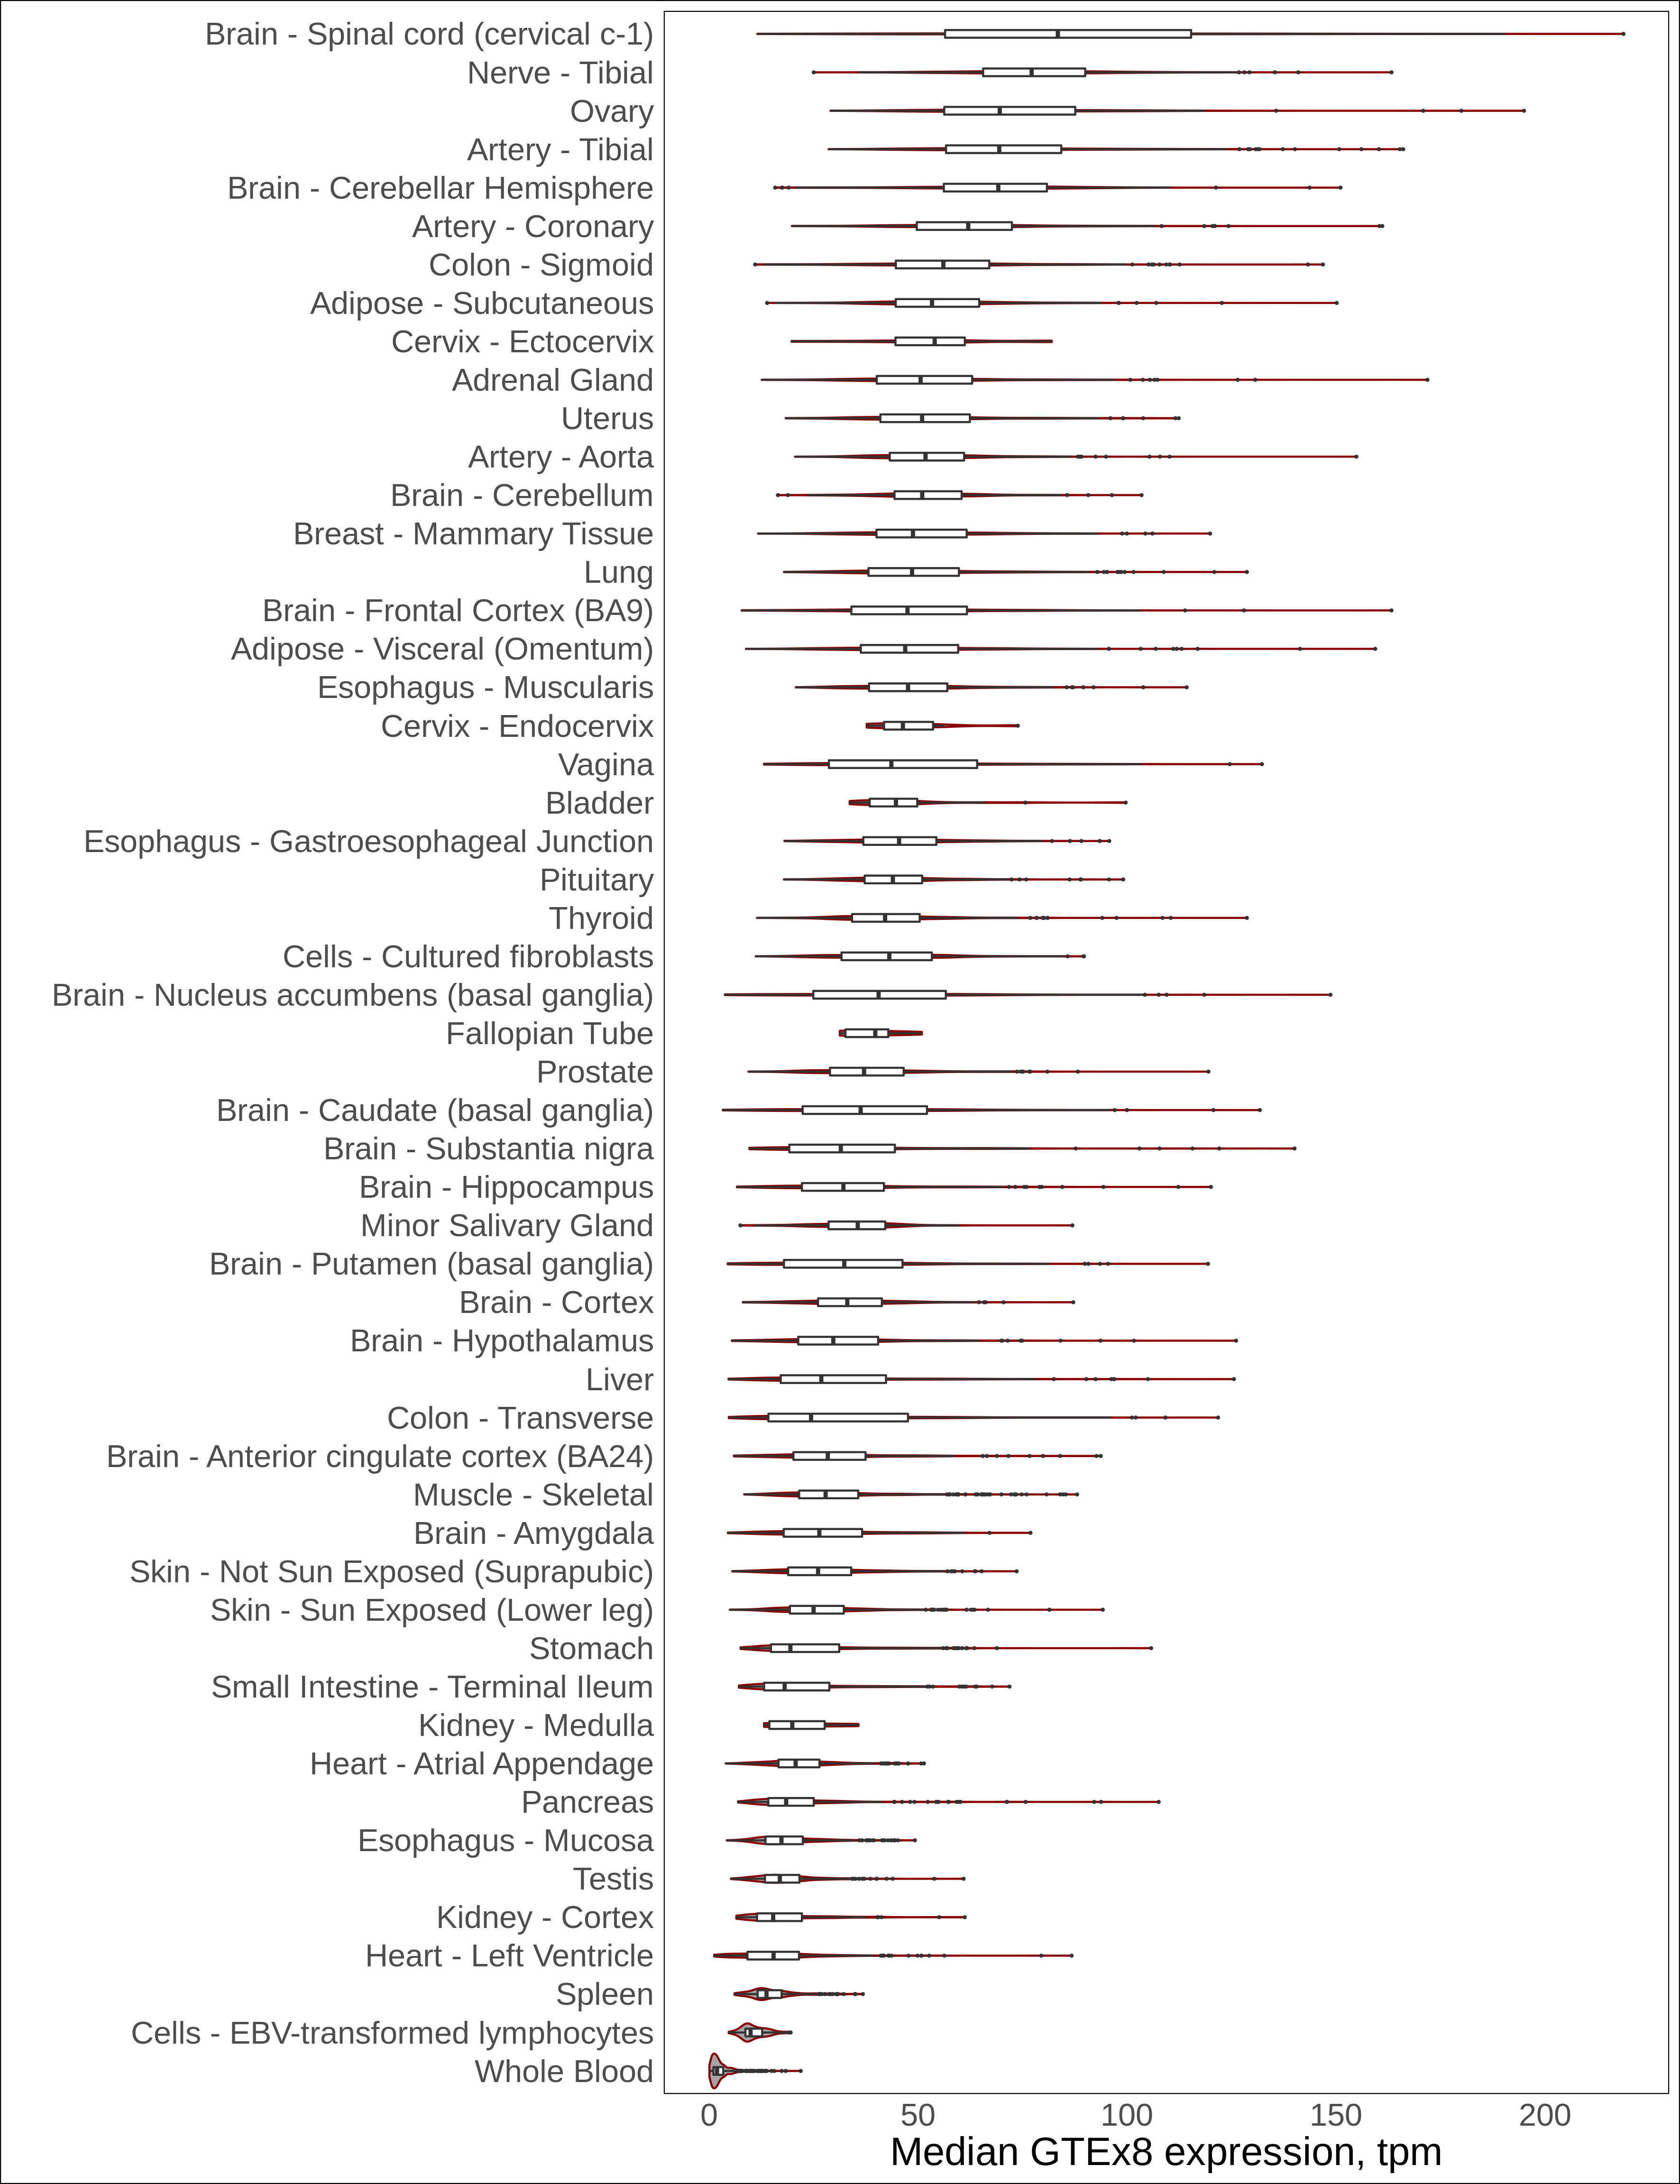 Brain - Spinal cord (cervical c-1)
Nerve - Tibial
Ovary
Artery - Tibial
Brain - Cerebellar Hemisphere
Artery - Coronary
Colon - Sigmoid
Adipose - Subcutaneous
Cervix - Ectocervix
Adrenal Gland
Uterus
Artery - Aorta
Brain - Cerebellum
Breast - Mammary Tissue
Lung
Brain - Frontal Cortex (BA9)
Adipose - Visceral (Omentum)
Esophagus - Muscularis
Cervix - Endocervix
Vagina
Bladder
Esophagus - Gastroesophageal Junction
Pituitary
Thyroid
Cells - Cultured fibroblasts
Brain - Nucleus accumbens (basal ganglia)
Fallopian Tube
Prostate
Brain - Caudate (basal ganglia)
Brain - Substantia nigra
Brain - Hippocampus
Minor Salivary Gland
Brain - Putamen (basal ganglia)
Brain - Cortex
Brain - Hypothalamus
Liver
Colon - Transverse
Brain - Anterior cingulate cortex (BA24)
Muscle - Skeletal
Brain - Amygdala
Skin - Not Sun Exposed (Suprapubic)
Skin - Sun Exposed (Lower leg)
Stomach
Small Intestine - Terminal Ileum
Kidney - Medulla
Heart - Atrial Appendage
Pancreas
Esophagus - Mucosa
Testis
Kidney - Cortex
Heart - Left Ventricle
Spleen
Cells - EBV-transformed lymphocytes
Whole Blood
0 50 100 150 200
Median GTEx8 expression, tpm